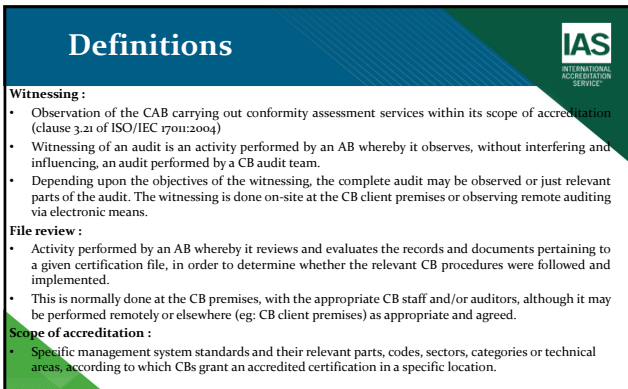 Definitions
IAS
INTERNATIONAL
ACCREDITATION
SERVICE®
Witnessing :
• Observation of the CAB carrying out conformity assessment services within its scope of accreditation
(clause 3.21 of ISO/IEC 17011:2004)
• Witnessing of an audit is an activity performed by an AB whereby it observes, without interfering and
influencing, an audit performed by a CB audit team.
• Depending upon the objectives of the witnessing, the complete audit may be observed or just relevant
parts of the audit. The witnessing is done on-site at the CB client premises or observing remote auditing
via electronic means.
File review :
• Activity performed by an AB whereby it reviews and evaluates the records and documents pertaining to
a given certification file, in order to determine whether the relevant CB procedures were followed and
implemented.
• This is normally done at the CB premises, with the appropriate CB staff and/or auditors, although it may
be performed remotely or elsewhere (eg: CB client premises) as appropriate and agreed.
Scope of accreditation :
• Specific management system standards and their relevant parts, codes, sectors, categories or technical
areas, according to which CBs grant an accredited certification in a specific location.